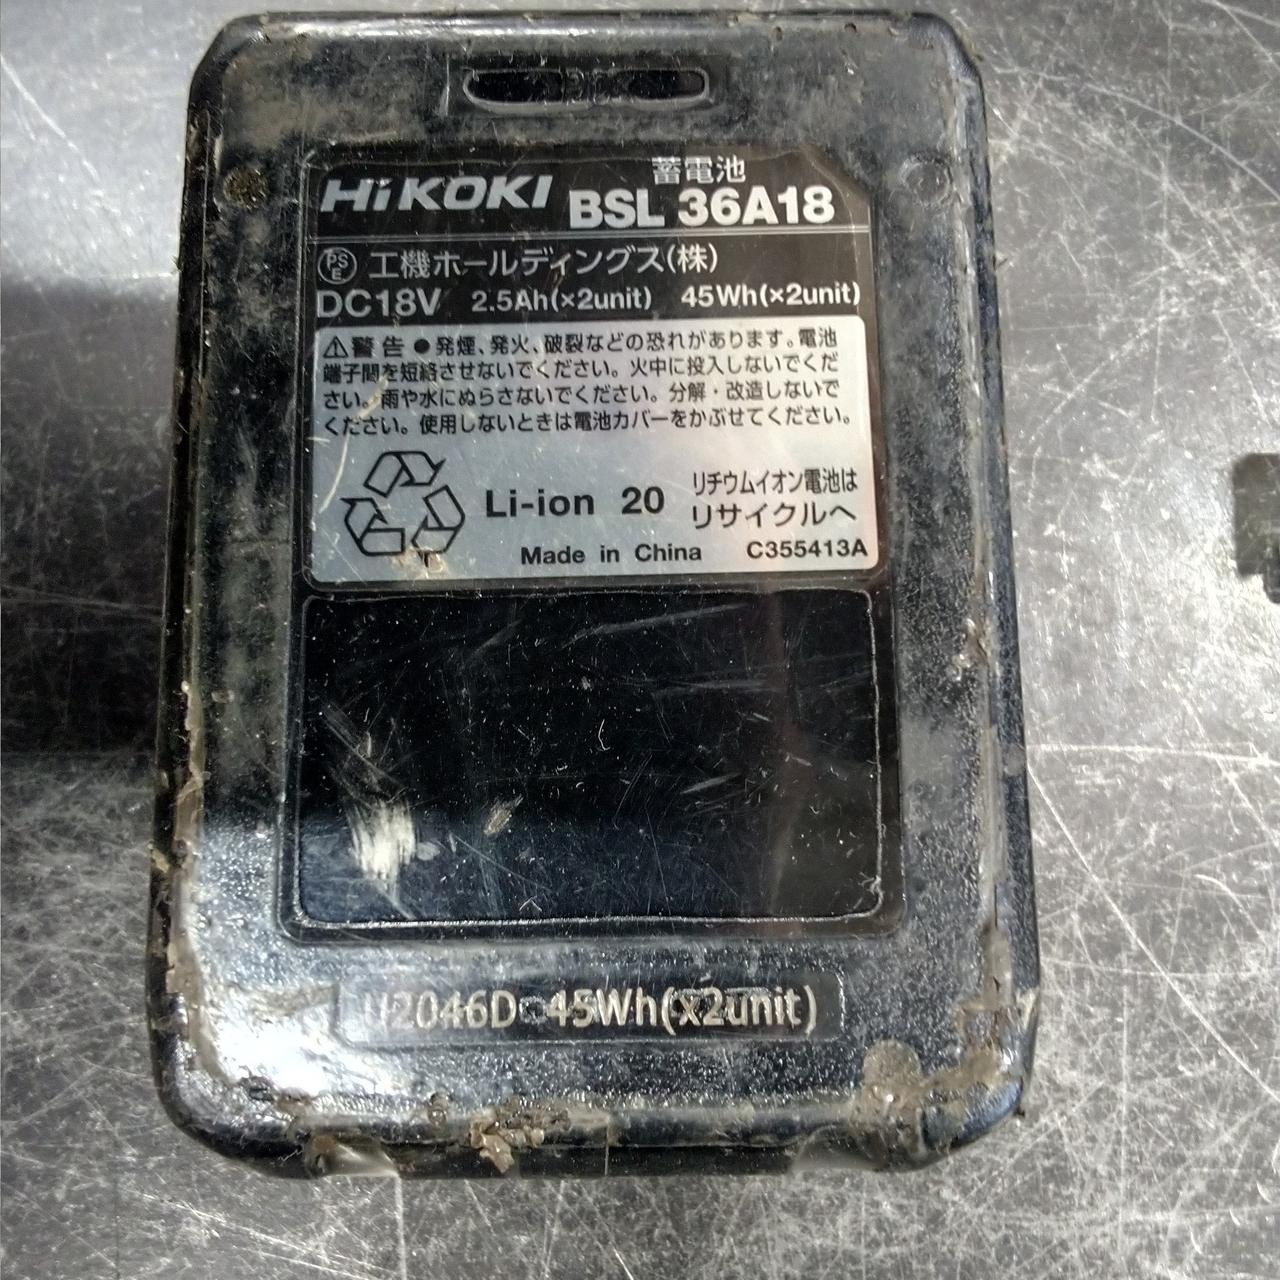 蓄電池
HiKOKI BSL 36A18
PSE 工機ホールディングス(株)
DC18V 2.5Ah(×2unit) 45Wh(×2unit)
⚠警告 ●発煙、発火、破裂などの恐れがあります。電池
端子間を短絡させないでください。火中に投入しないでくだ
さい。雨や水にぬらさないでください。分解・改造しないで
ください。使用しないときは電池カバーをかぶせてください。
Li-ion 20
リチウムイオン電池は
リサイクルへ
Made in China C355413A
45Wh(x2unit)